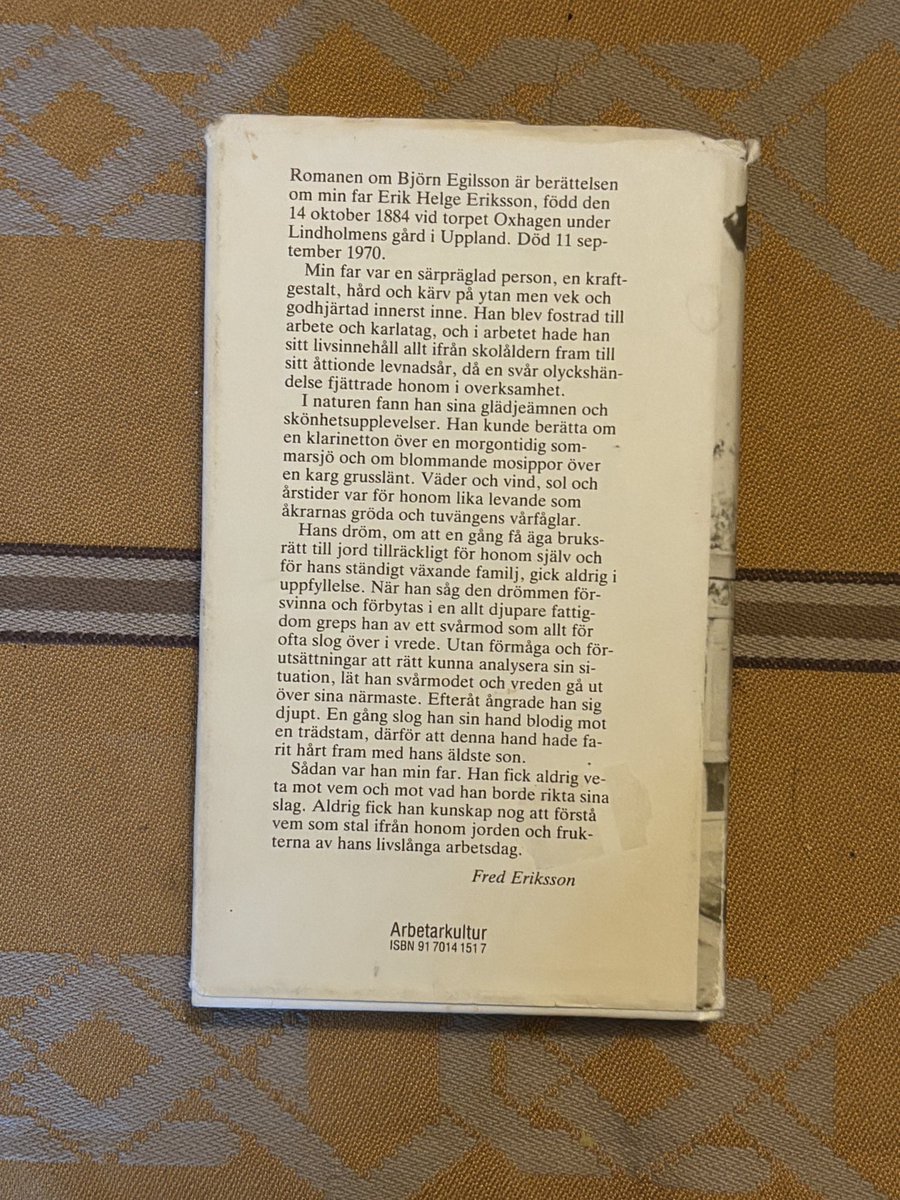 Romanen om Björn Egilsson är berättelsen
om min far Erik Helge Eriksson, född den
14 oktober 1884 vid torpet Oxhagen under
Lindholmens gård i Uppland. Död 11 sep-
tember 1970.
Min far var en särpräglad person, en kraft-
gestalt, hård och kärv på ytan men vek och
godhjärtad innerst inne. Han blev fostrad till
arbete och karlatag, och i arbetet hade han
sitt livsinnehåll allt ifrån skolåldern fram till
sitt åttionde levnadsår, då en svår olyckshän-
delse fjättrade honom i overksamhet.
I naturen fann han sina glädjeämnen och
skönhetsupplevelser. Han kunde berätta om
en klarinetton över en morgontidig som-
marsjö och om blommande mosippor över
en karg grusslänt. Väder och vind, sol och
årstider var för honom lika levande som
åkrarnas gröda och tuvängens vårfåglar.
Hans dröm, om att en gång få äga bruks-
rätt till jord tillräckligt för honom själv och
för hans ständigt växande familj, gick aldrig i
uppfyllelse. När han såg den drömmen för-
svinna och förbytas i en allt djupare fattig-
dom greps han av ett svårmod som allt för
ofta slog över i vrede. Utan förmåga och för-
utsättningar att rätt kunna analysera sin si-
tuation, lät han svårmodet och vreden gå ut
över sina närmaste. Efteråt ångrade han sig
djupt. En gång slog han sin hand blodig mot
en trädstam, därför att denna hand hade fa-
rit hårt fram med hans äldste son.
Sådan var han min far. Han fick aldrig ve-
ta mot vem och mot vad han borde rikta sina
slag. Aldrig fick han kunskap nog att förstå
vem som stal ifrån honom jorden och fruk-
terna av hans livslånga arbetsdag.
Fred Eriksson
Arbetarkultur
ISBN 91 7014 151 7